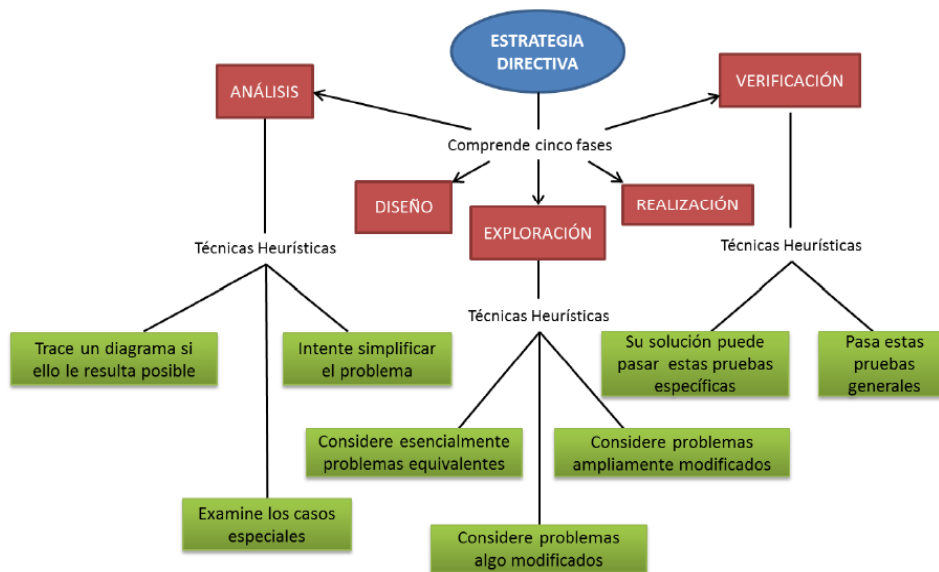 ESTRATEGIA
DIRECTIVA
ANÁLISIS
VERIFICACIÓN
Comprende cinco fases
DISEÑO
EXPLORACIÓN
REALIZACIÓN
Técnicas Heurísticas
Trace un diagrama si
ello le resulta posible
Intente simplificar
el problema
Examine los casos
especiales
Técnicas Heurísticas
Considere esencialmente
problemas equivalentes
Considere problemas
algo modificados
Considere problemas
ampliamente modificados
Técnicas Heurísticas
Su solución puede
pasar estas pruebas
específicas
Pasa estas
pruebas
generales